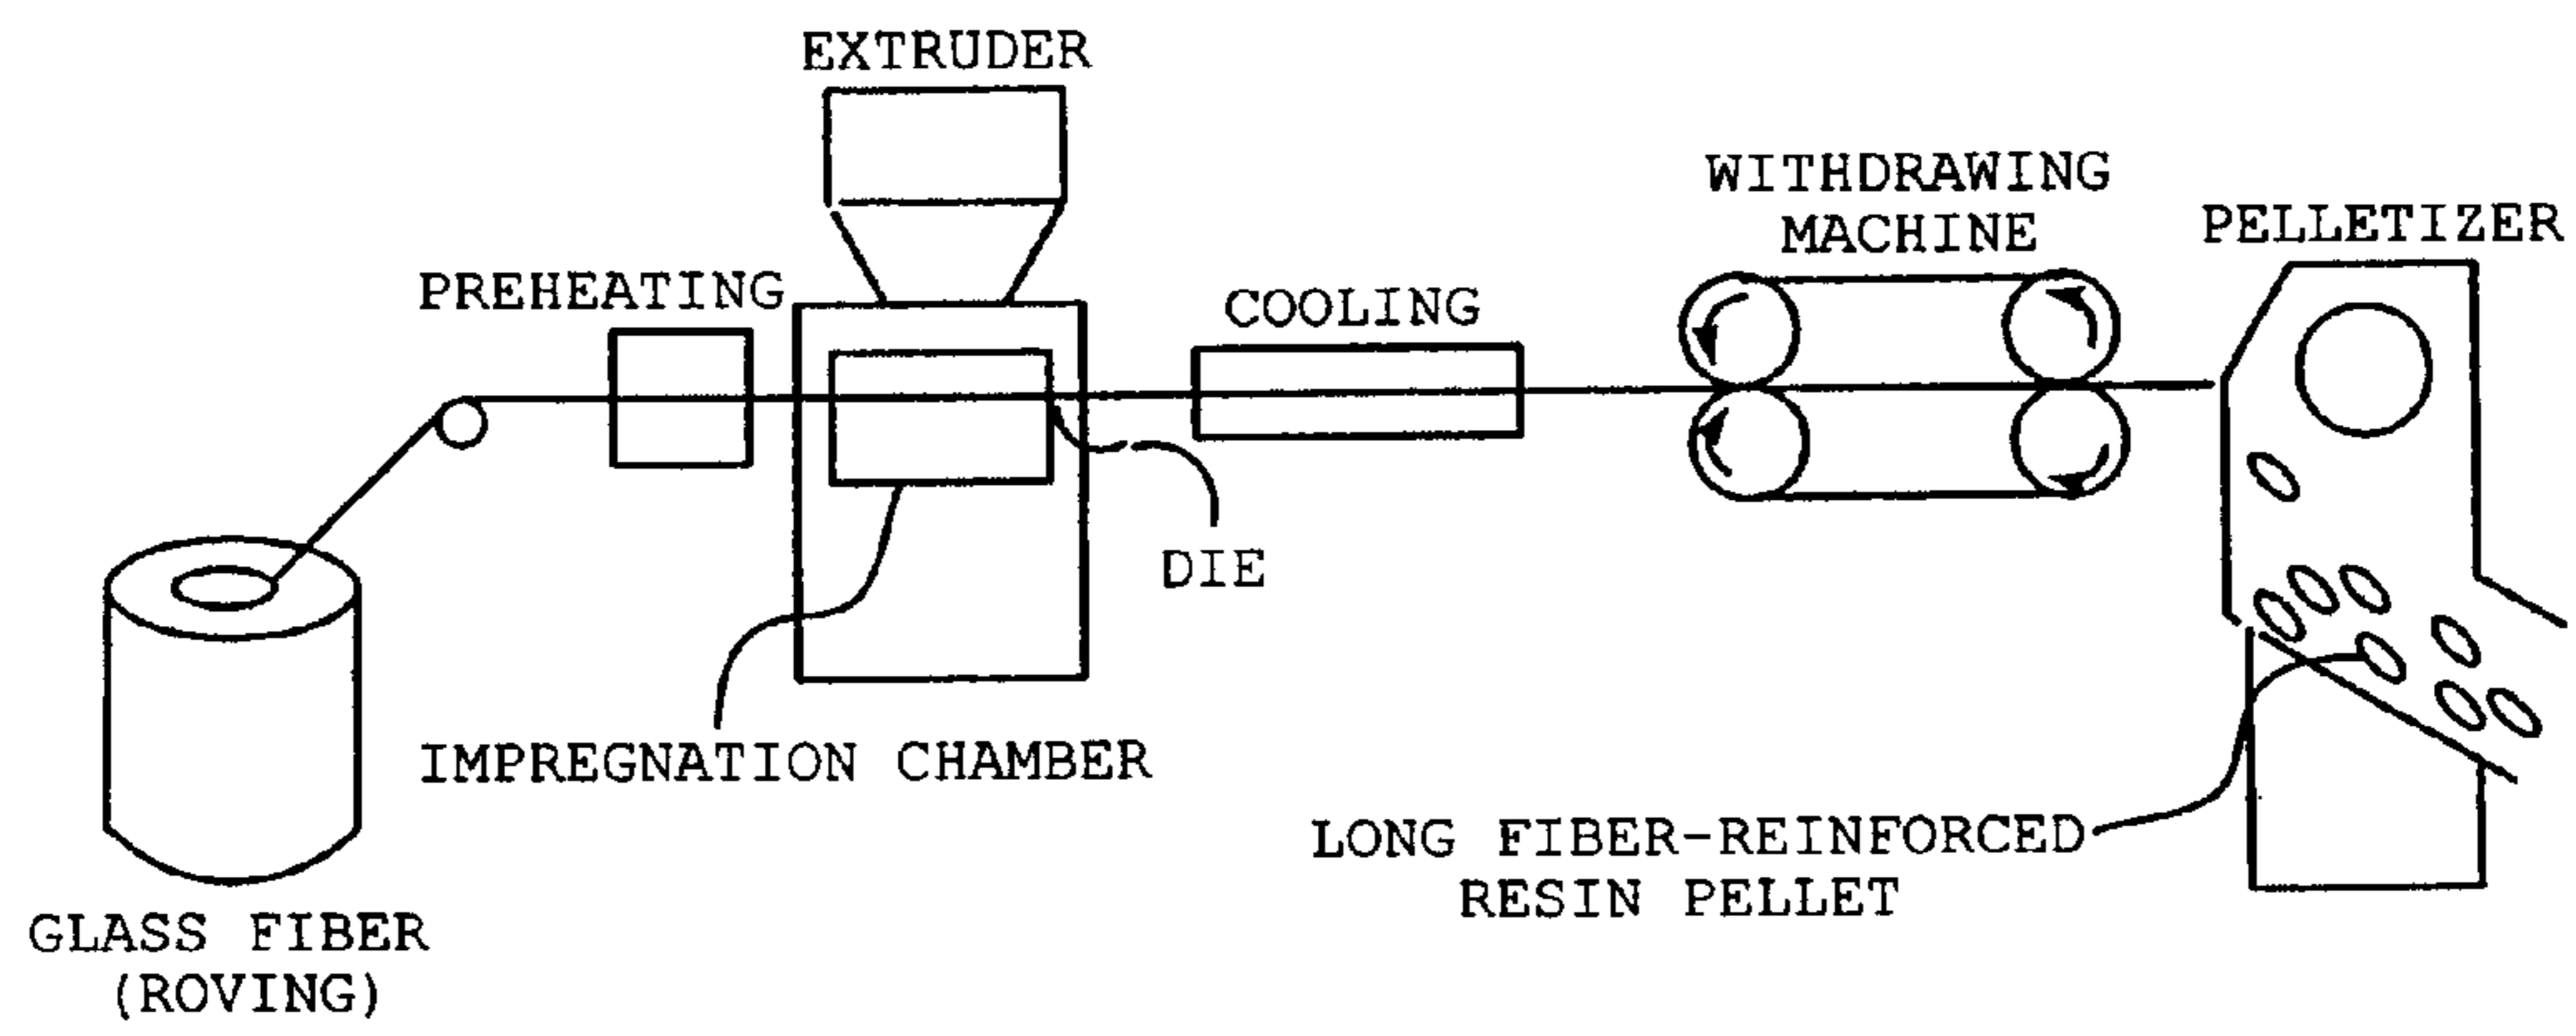 EXTRUDER
WITHDRAWING
MACHINE
PELLETIZER
PREHEATING
COOLING
DIE
IMPREGNATION CHAMBER
LONG FIBER-REINFORCED
RESIN PELLET
GLASS FIBER
(ROVING)